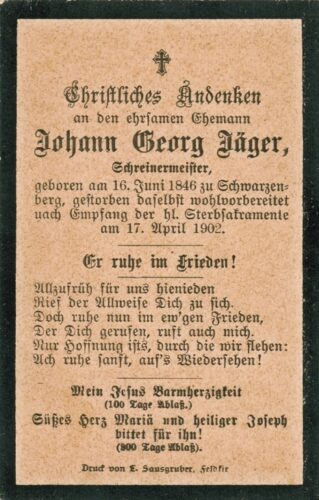 Christliches Andenken
an den ehrsamen Ehemann
Johann Georg Jäger,
Schreinermeister,
geboren am 16. Juni 1846 zu Schwarzen-
berg, gestorben daselbst wohlvorbereitet
nach Empfang der hl. Sterbsakramente
am 17. April 1902.
Er ruhe im Frieden!
Allzufrüh für uns hienieden
Rief der Allweise Dich zu sich.
Doch ruhe nun im ew'gen Frieden,
Der Dich gerufen, ruft auch mich.
Nur Hoffnung ists, durch die wir flehen:
Ach ruhe sanft, auf's Wiedersehen!
Mein Jesus Barmherzigkeit
(100 Tage Ablaß.)
Süßes Herz Mariä und heiliger Joseph
bittet für ihn!
(300 Tage Ablaß).
Druck von L. Sausgruber, Feldkir